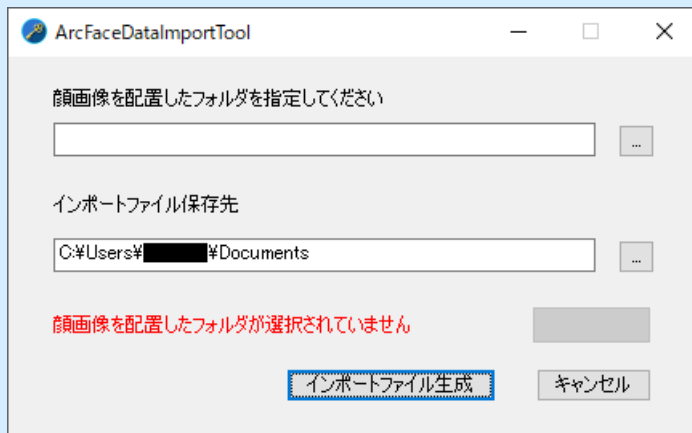 ArcFaceDataImportTool
顔画像を配置したフォルダを指定してください
...
インポートファイル保存先
C:¥Users¥ ¥Documents
...
顔画像を配置したフォルダが選択されていません
インポートファイル生成
キャンセル